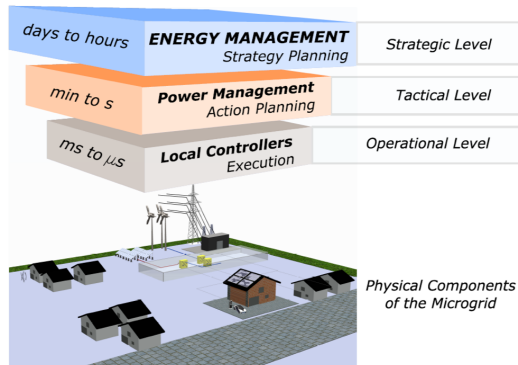 days to hours
ENERGY MANAGEMENT
Strategy Planning
Strategic Level
min to s
Power Management
Action Planning
Tactical Level
ms to μs
Local Controllers
Execution
Operational Level
Physical Components
of the Microgrid